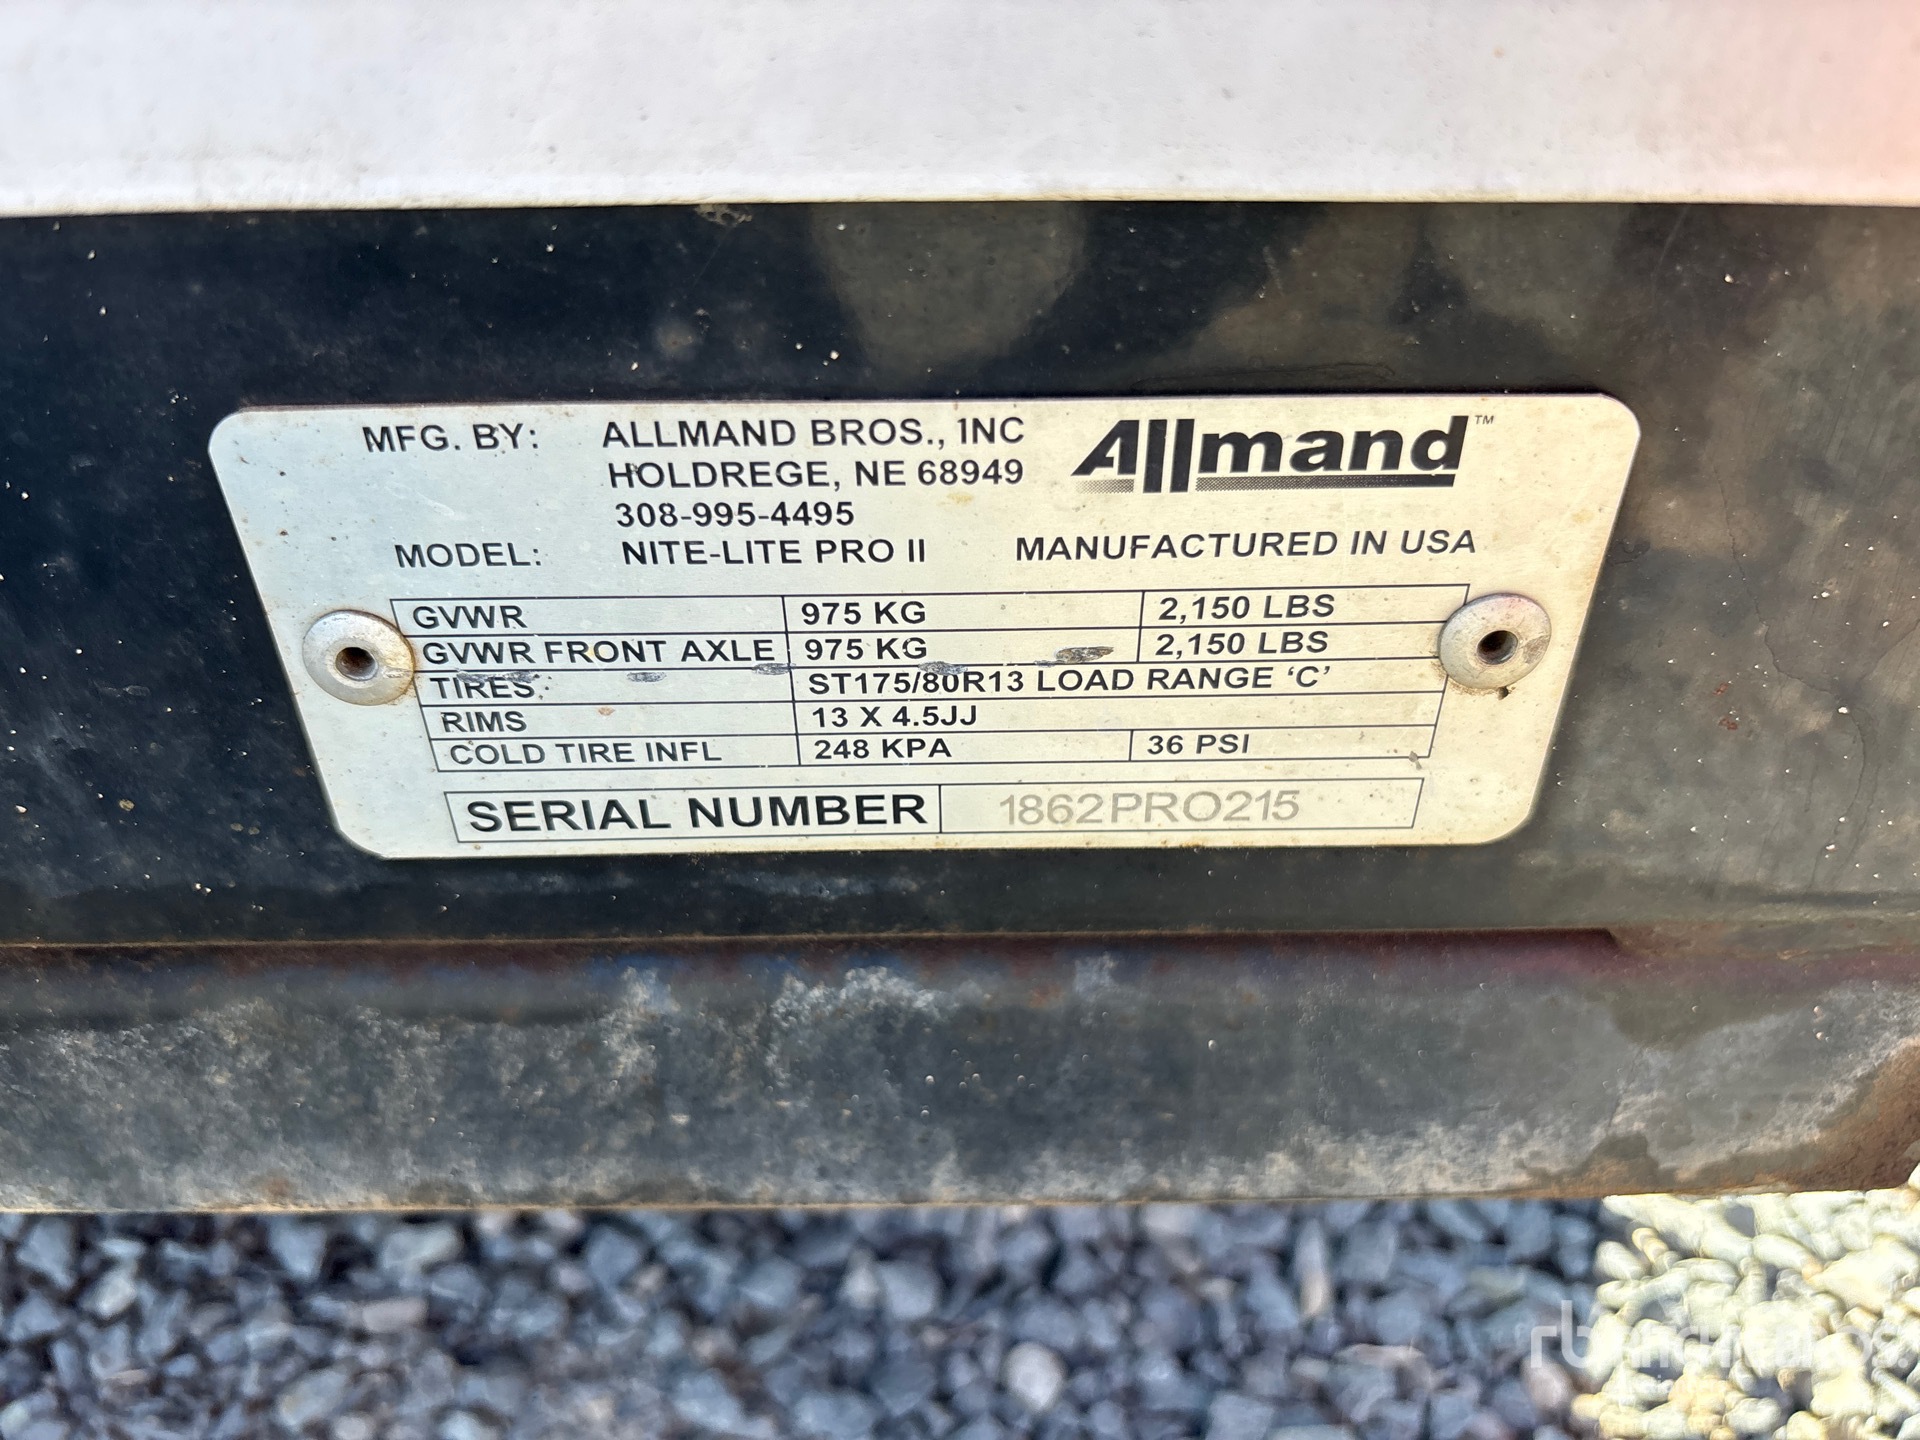 MFG. BY: ALLMAND BROS., INC
HOLDREGE, NE 68949
308-995-4495
Allmand™
MODEL: NITE-LITE PRO II MANUFACTURED IN USA
GVWR 975 KG 2,150 LBS
GVWR FRONT AXLE 975 KG 2,150 LBS
TIRES: ST175/80R13 LOAD RANGE 'C'
RIMS 13 X 4.5JJ
COLD TIRE INFL 248 KPA 36 PSI
SERIAL NUMBER 1862PRO215